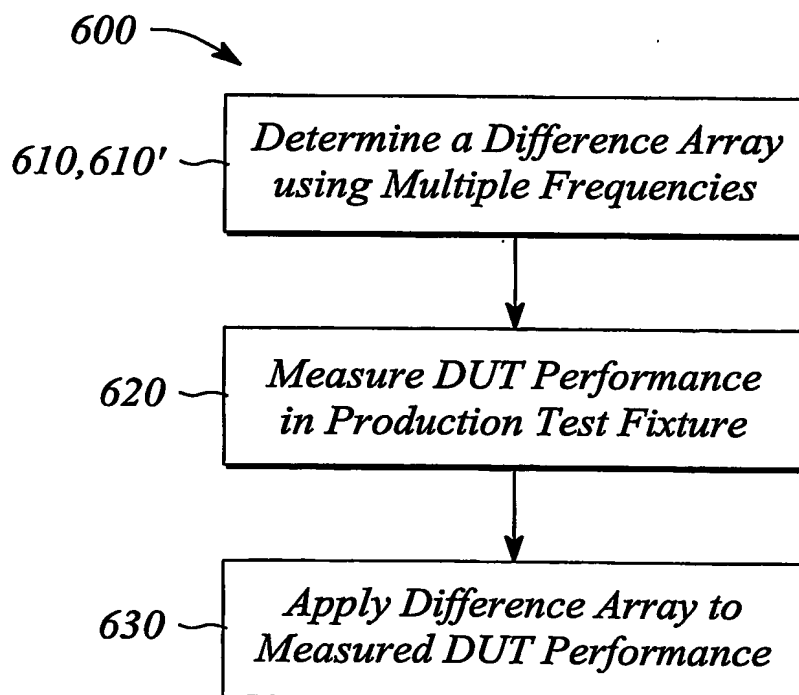 600
610,610'
Determine a Difference Array
using Multiple Frequencies
620
Measure DUT Performance
in Production Test Fixture
630
Apply Difference Array to
Measured DUT Performance